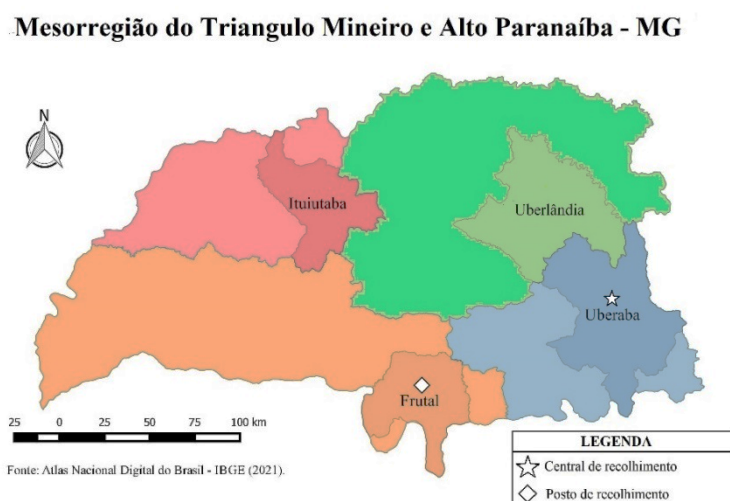 Mesorregião do Triangulo Mineiro e Alto Paranaíba - MG
N
Ituiutaba
Uberlândia
Uberaba
Frutal
25 0 25 50 75 100 km
LEGENDA
Central de recolhimento
Posto de recolhimento
Fonte: Atlas Nacional Digital do Brasil - IBGE (2021).